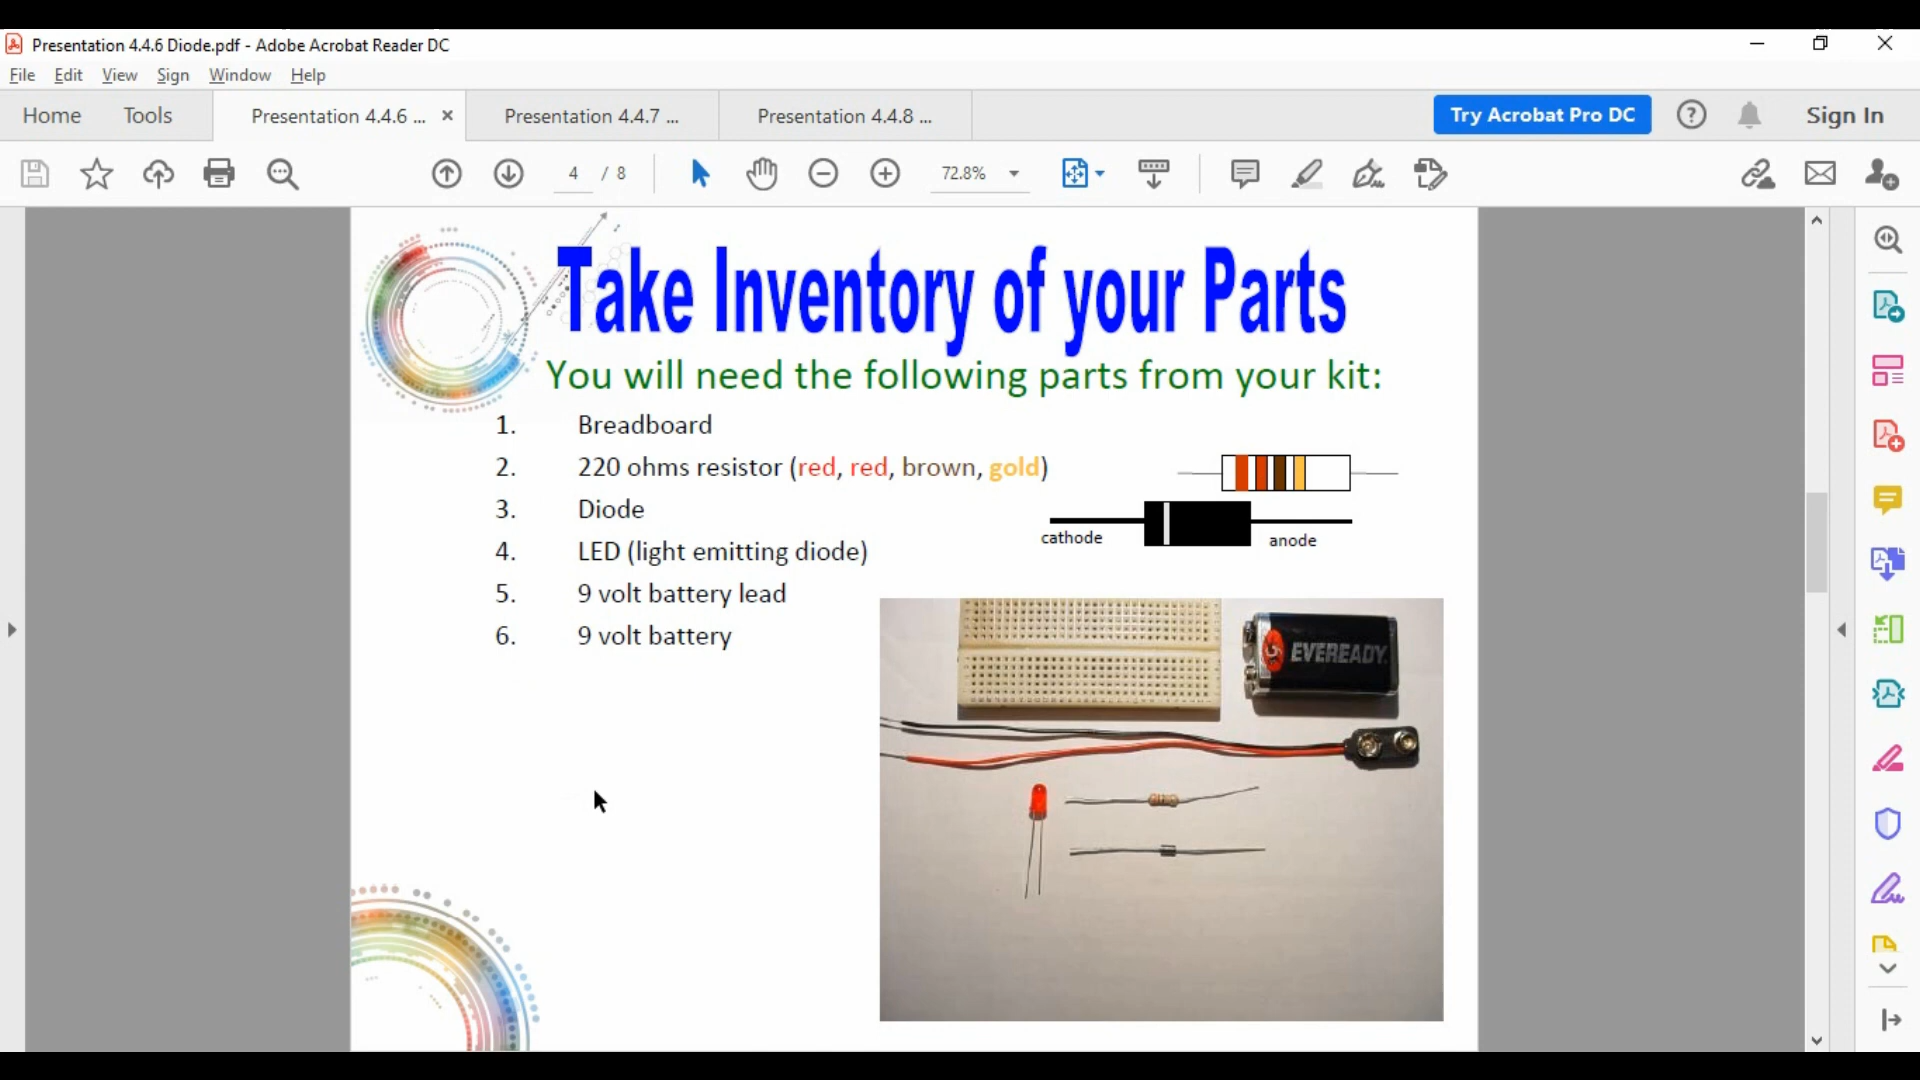 Presentation 4.4.6 Diode.pdf - Adobe Acrobat Reader DC
File Edit View Sign Window Help
Home Tools Presentation 4.4.6 ... Presentation 4.4.7 ... Presentation 4.4.8 ... Try Acrobat Pro DC Sign In
4 / 8 72.8%
Take Inventory of your Parts
You will need the following parts from your kit:
1. Breadboard
2. 220 ohms resistor (red, red, brown, gold)
3. Diode
cathode anode
4. LED (light emitting diode)
5. 9 volt battery lead
6. 9 volt battery
EVEREADY